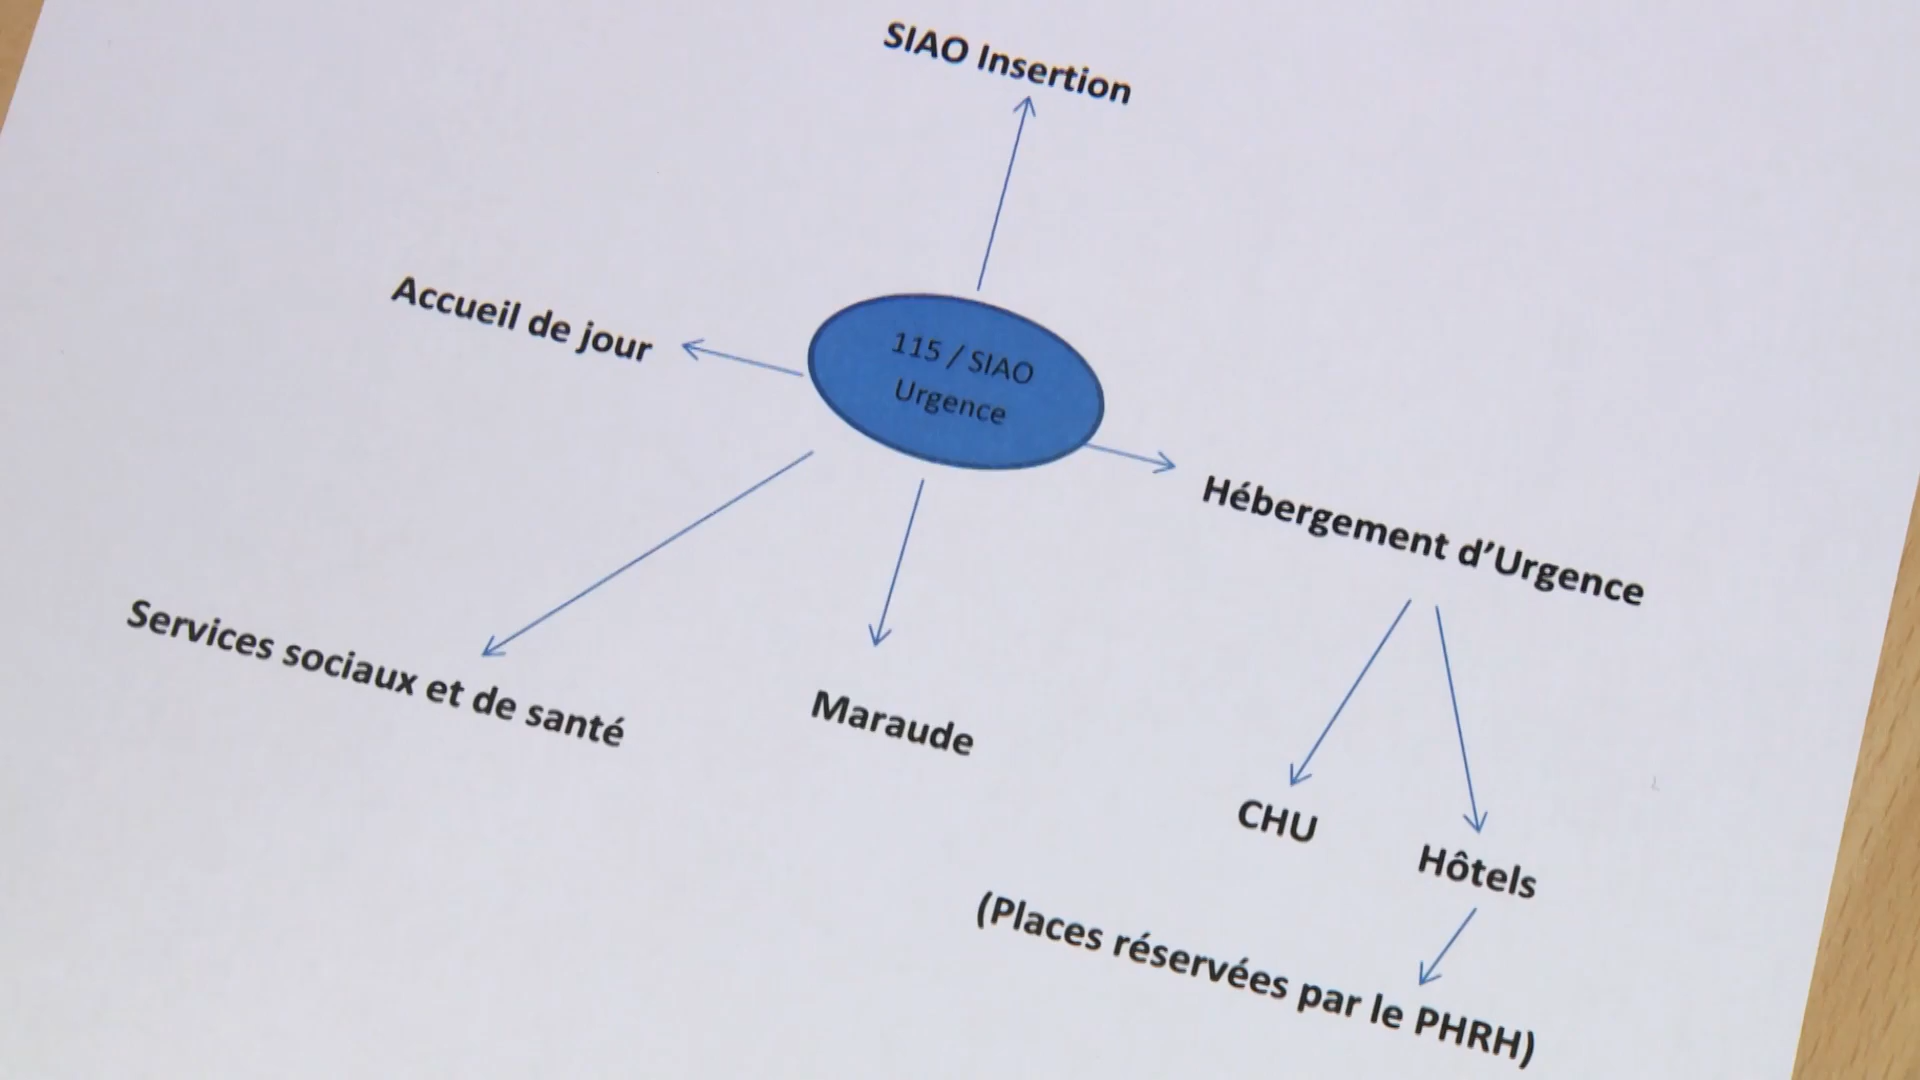 SIAO Insertion
Accueil de jour
115 / SIAO
Urgence
Hébergement d’Urgence
Services sociaux et de santé
Maraude
CHU
Hôtels
(Places réservées par le PHRH)